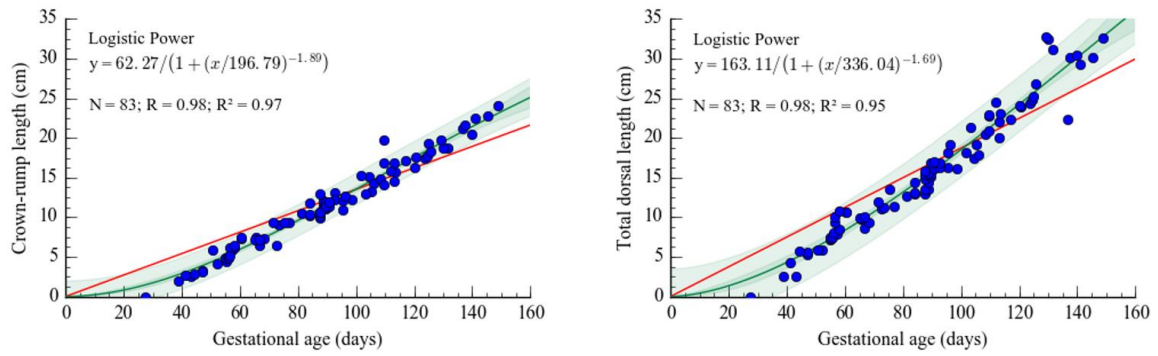 Logistic Power
y = 62.27/(1 + (x/196.79)^−1.89)
N = 83; R = 0.98; R² = 0.97
Crown-rump length (cm)
35
30
25
20
15
10
5
0
0 20 40 60 80 100 120 140 160
Gestational age (days)
Logistic Power
y = 163.11/(1 + (x/336.04)^−1.69)
N = 83; R = 0.98; R² = 0.95
Total dorsal length (cm)
35
30
25
20
15
10
5
0
0 20 40 60 80 100 120 140 160
Gestational age (days)